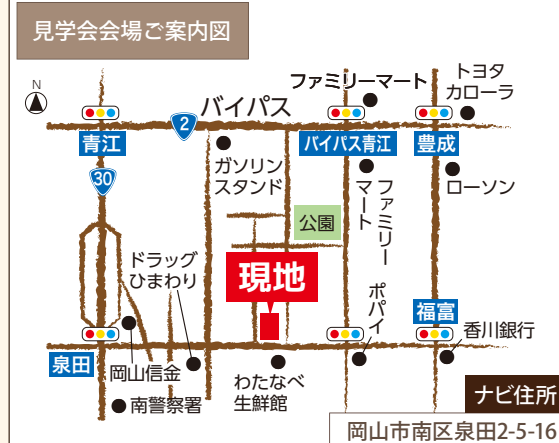 見学会会場ご案内図
N
バイパス
2
ファミリーマート
トヨタ
カローラ
青江
バイパス青江
豊成
30
ガソリン
スタンド
ファミリー
マート
ローソン
公園
ドラッグ
ひまわり
現地
ポパイ
福富
泉田
岡山信金
香川銀行
わたなべ
生鮮館
南警察署
ナビ住所
岡山市南区泉田2-5-16